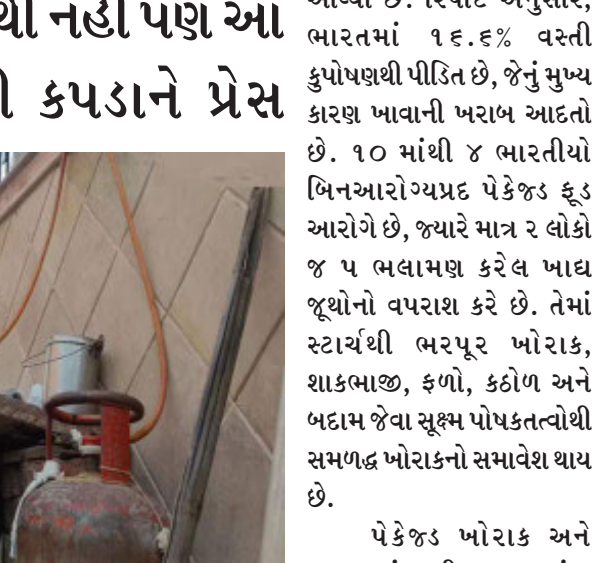 થી નહીં પણ આ
ી કપડાને પ્રેસ
ભારતમાં ૧૬.૬% વસ્તી
કુપોષણથી પીડિત છે, જેનું મુખ્ય
કારણ ખાવાની ખરાબ આદતો
છે. ૧૦ માંથી ૪ ભારતીયો
બિનઆરોગ્યપ્રદ પેકેજ્ડ ફૂડ
આરોગે છે, જ્યારે માત્ર ૨ લોકો
જ ૫ ભલામણ કરેલ ખાદ્ય
જૂથોનો વપરાશ કરે છે. તેમાં
સ્ટાર્ચથી ભરપૂર ખોરાક,
શાકભાજી, ફળો, કઠોળ અને
બદામ જેવા સૂક્ષ્મ પોષકતત્વોથી
સમળદ્ધ ખોરાકનો સમાવેશ થાય
છે.
પેકેજ્ડ ખોરાક અને